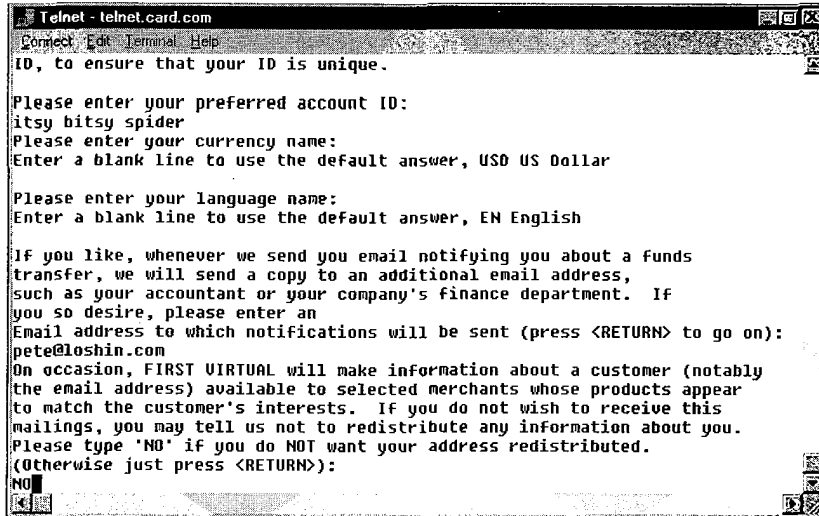 Telnet - telnet.card.com
Connect Edit Terminal Help
ID, to ensure that your ID is unique.
Please enter your preferred account ID:
itsy bitsy spider
Please enter your currency name:
Enter a blank line to use the default answer, USD US Dollar
Please enter your language name:
Enter a blank line to use the default answer, EN English
If you like, whenever we send you email notifying you about a funds
transfer, we will send a copy to an additional email address,
such as your accountant or your company's finance department. If
you so desire, please enter an
Email address to which notifications will be sent (press <RETURN> to go on):
pete@loshin.com
On occasion, FIRST VIRTUAL will make information about a customer (notably
the email address) available to selected merchants whose products appear
to match the customer's interests. If you do not wish to receive this
mailings, you may tell us not to redistribute any information about you.
Please type 'NO' if you do NOT want your address redistributed.
(Otherwise just press <RETURN>):
NO